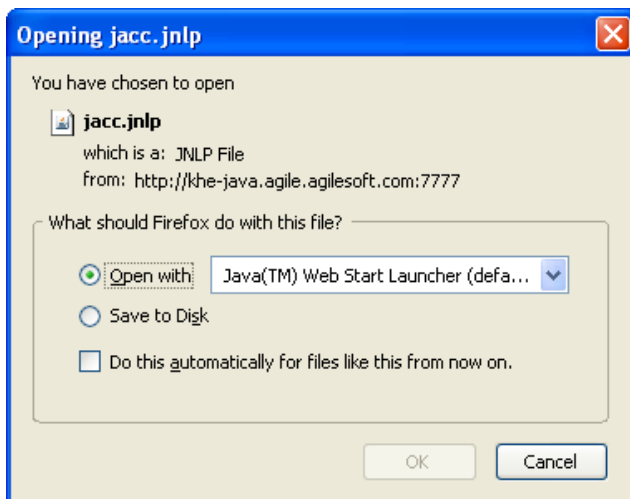 Opening jacc.jnlp
You have chosen to open
jacc.jnlp
which is a: JNLP File
from: http://khe-java.agile.agilesoft.com:7777
What should Firefox do with this file?
Open with Java(TM) Web Start Launcher (defa...
Save to Disk
Do this automatically for files like this from now on.
OK Cancel